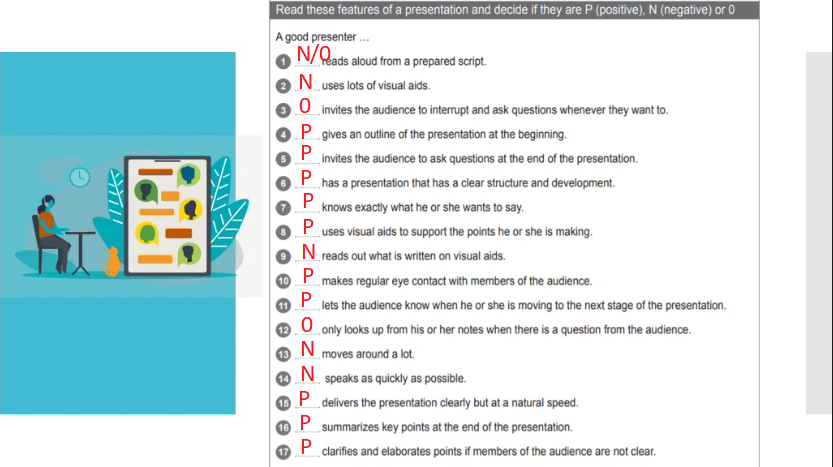 Read these features of a presentation and decide if they are P (positive), N (negative) or 0
A good presenter ...
1 N/0 reads aloud from a prepared script.
2 N uses lots of visual aids.
3 0 invites the audience to interrupt and ask questions whenever they want to.
4 P gives an outline of the presentation at the beginning.
5 P invites the audience to ask questions at the end of the presentation.
6 P has a presentation that has a clear structure and development.
7 P knows exactly what he or she wants to say.
8 P uses visual aids to support the points he or she is making.
9 N reads out what is written on visual aids.
10 P makes regular eye contact with members of the audience.
11 P lets the audience know when he or she is moving to the next stage of the presentation.
12 0 only looks up from his or her notes when there is a question from the audience.
13 N moves around a lot.
14 N speaks as quickly as possible.
15 P delivers the presentation clearly but at a natural speed.
16 P summarizes key points at the end of the presentation.
17 P clarifies and elaborates points if members of the audience are not clear.